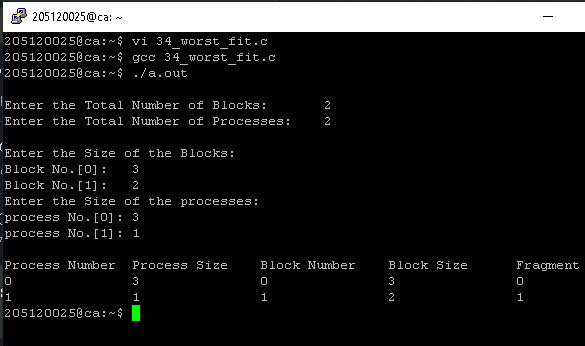 205120025@ca: ~
205120025@ca:~$ vi 34_worst_fit.c
205120025@ca:~$ gcc 34_worst_fit.c
205120025@ca:~$ ./a.out
Enter the Total Number of Blocks: 2
Enter the Total Number of Processes: 2
Enter the Size of the Blocks:
Block No.[0]: 3
Block No.[1]: 2
Enter the Size of the processes:
process No.[0]: 3
process No.[1]: 1
Process Number Process Size Block Number Block Size Fragment
0 3 0 3 0
1 1 1 2 1
205120025@ca:~$